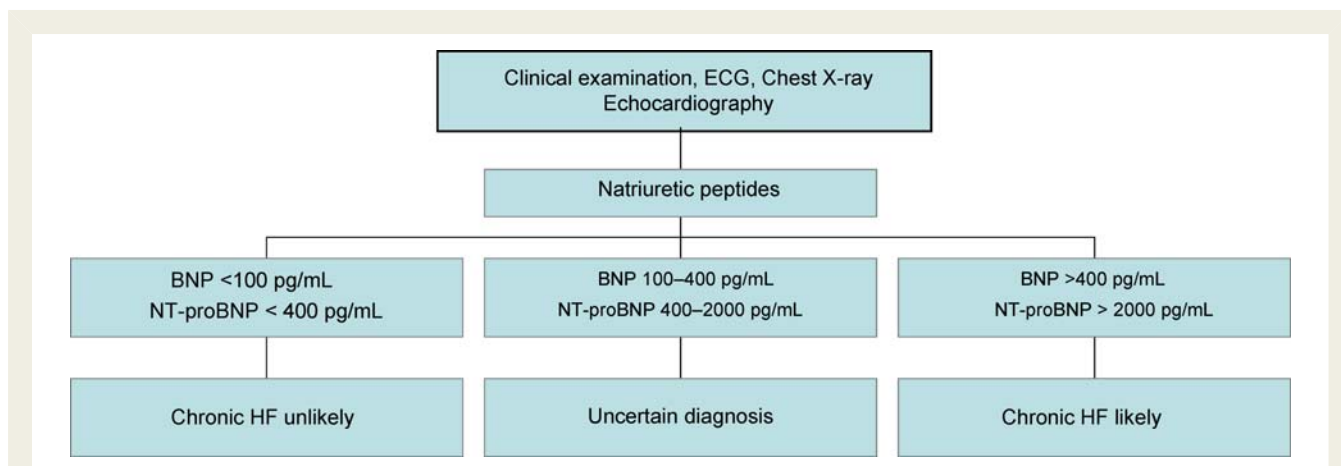 Clinical examination, ECG, Chest X-ray
Echocardiography
Natriuretic peptides
BNP <100 pg/mL
NT-proBNP < 400 pg/mL
BNP 100–400 pg/mL
NT-proBNP 400–2000 pg/mL
BNP >400 pg/mL
NT-proBNP > 2000 pg/mL
Chronic HF unlikely
Uncertain diagnosis
Chronic HF likely